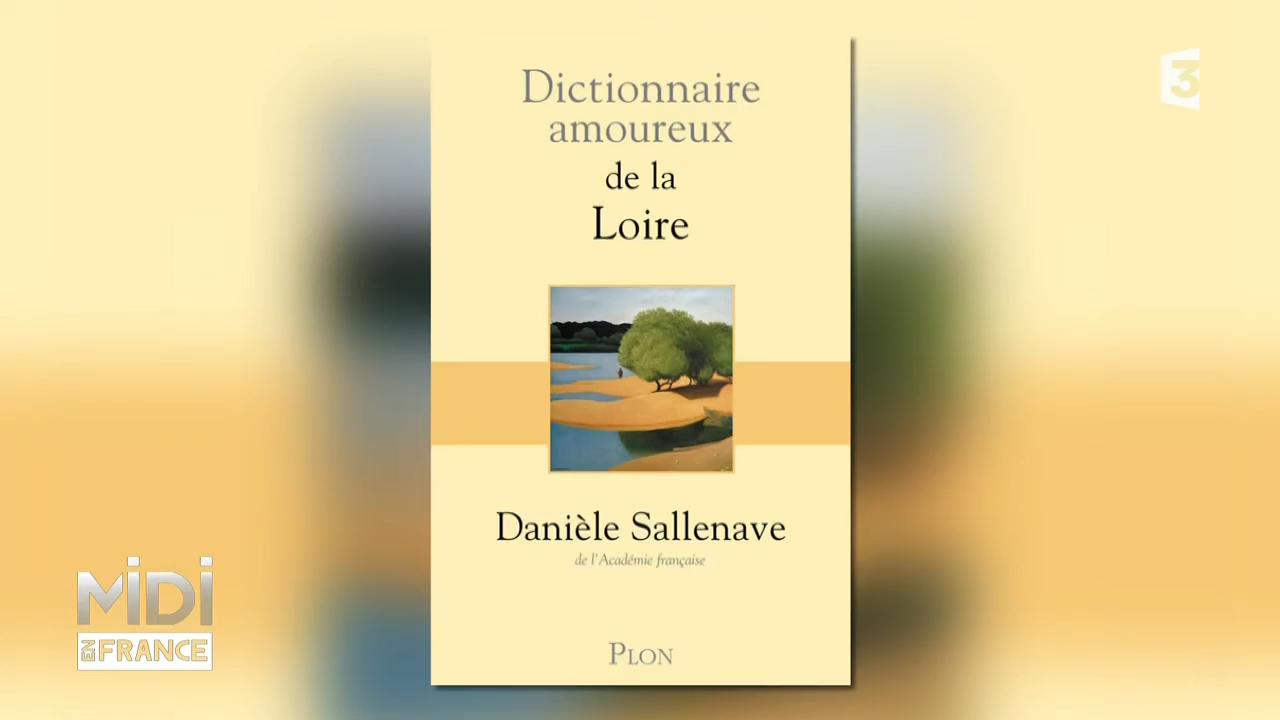 Dictionnaire
amoureux
de la
Loire
Danièle Sallenave
de l'Académie française
PLON
3
MiDi
EN FRANCE